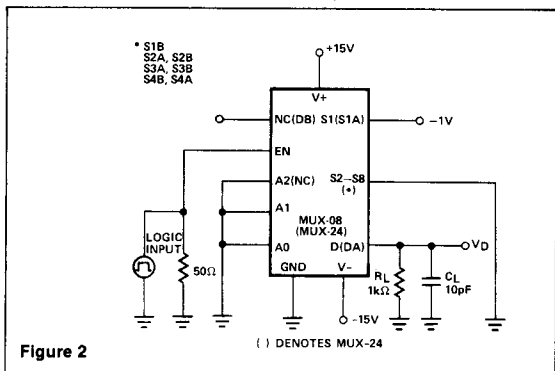 * S1B
S2A, S2B
S3A, S3B
S4B, S4A
+15V
V+
NC(DB) S1(S1A) −1V
EN
A2(NC) S2–S8
(*)
A1
MUX-08
(MUX-24)
LOGIC
INPUT
A0 D(DA) VD
50Ω
GND V−
RL
1kΩ
CL
10pF
−15V
( ) DENOTES MUX-24
Figure 2